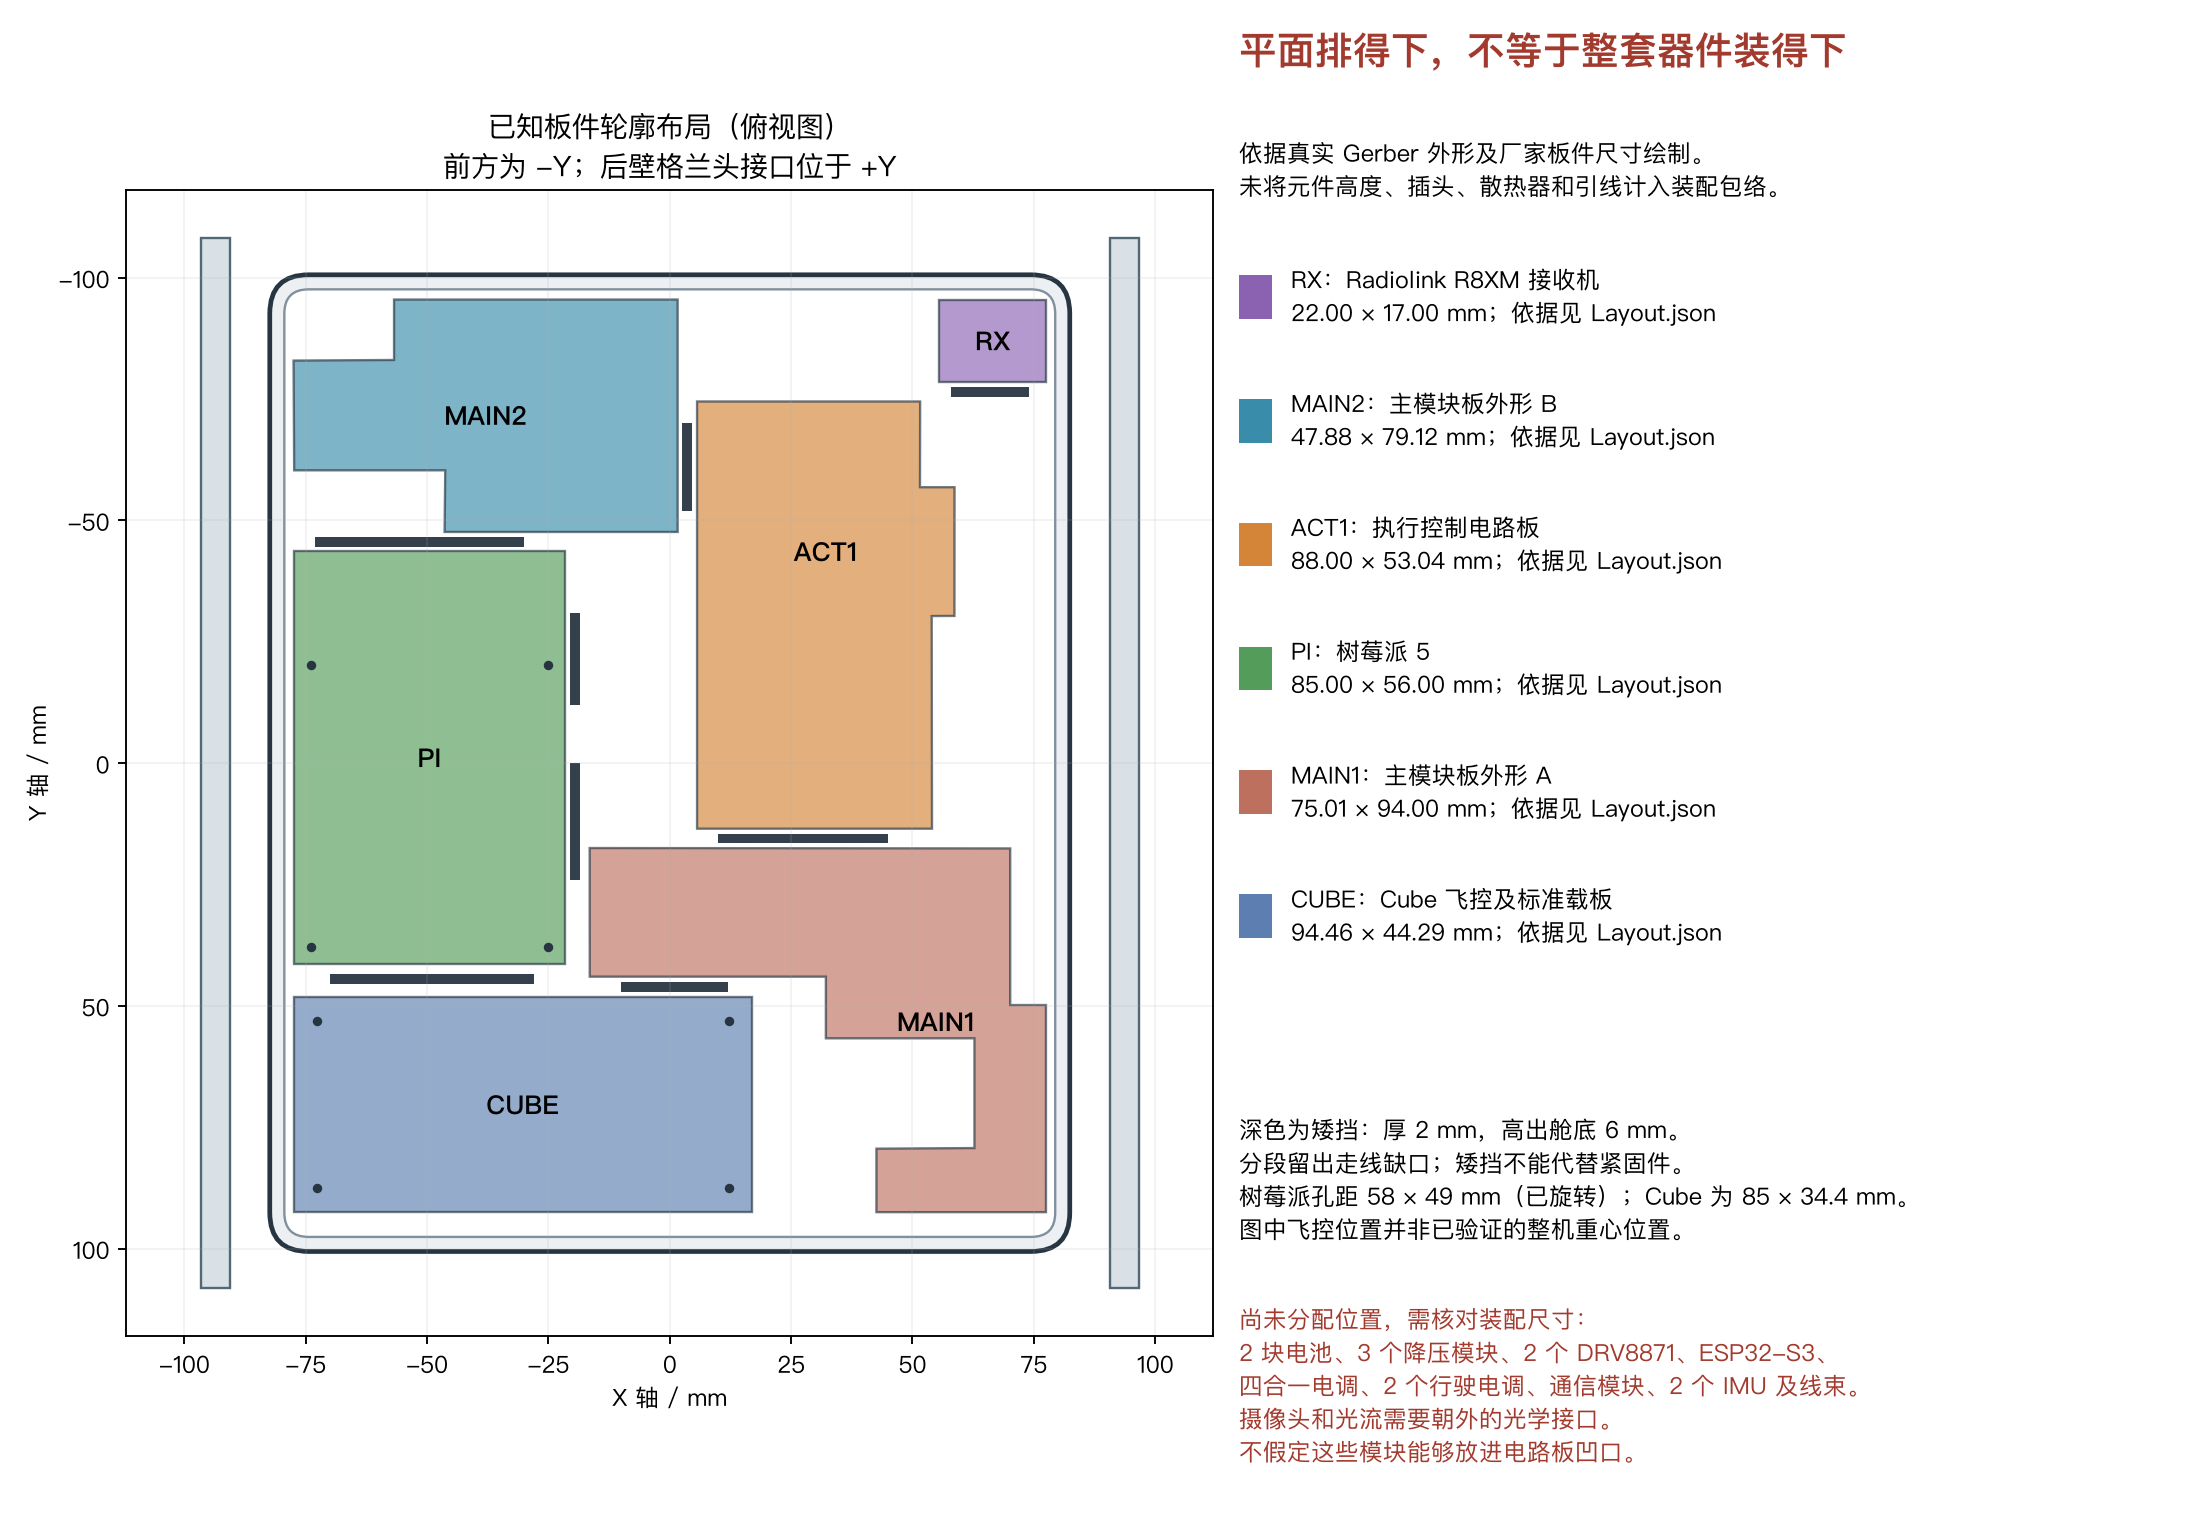 平面排得下，不等于整套器件装得下
已知板件轮廓布局（俯视图）
前方为 –Y；后壁格兰头接口位于 +Y
依据真实 Gerber 外形及厂家板件尺寸绘制。
未将元件高度、插头、散热器和引线计入装配包络。
RX：Radiolink R8XM 接收机
22.00 × 17.00 mm；依据见 Layout.json
MAIN2：主模块板外形 B
47.88 × 79.12 mm；依据见 Layout.json
ACT1：执行控制电路板
88.00 × 53.04 mm；依据见 Layout.json
PI：树莓派 5
85.00 × 56.00 mm；依据见 Layout.json
MAIN1：主模块板外形 A
75.01 × 94.00 mm；依据见 Layout.json
CUBE：Cube 飞控及标准载板
94.46 × 44.29 mm；依据见 Layout.json
深色为矮挡：厚 2 mm，高出舱底 6 mm。
分段留出走线缺口；矮挡不能代替紧固件。
树莓派孔距 58 × 49 mm（已旋转）；Cube 为 85 × 34.4 mm。
图中飞控位置并非已验证的整机重心位置。
尚未分配位置，需核对装配尺寸：
2 块电池、3 个降压模块、2 个 DRV8871、ESP32–S3、
四合一电调、2 个行驶电调、通信模块、2 个 IMU 及线束。
摄像头和光流需要朝外的光学接口。
不假定这些模块能够放进电路板凹口。
RX
MAIN2
ACT1
PI
MAIN1
CUBE
Y 轴 / mm
–100
–50
0
50
100
–100
–75
–50
–25
0
25
50
75
100
X 轴 / mm